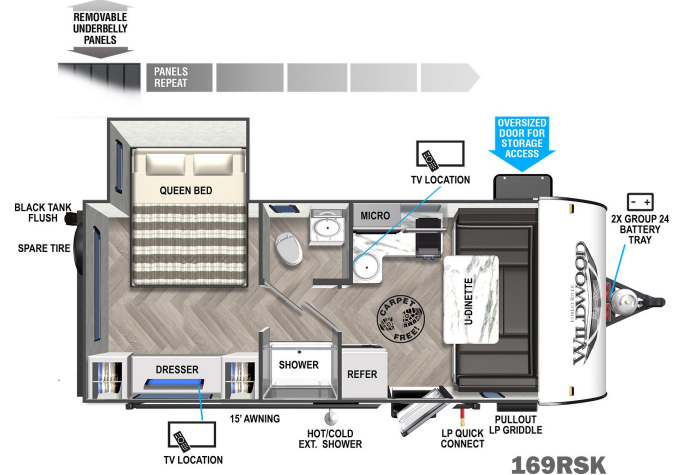 REMOVABLE
UNDERBELLY
PANELS
PANELS
REPEAT
OVERSIZED
DOOR FOR
STORAGE
ACCESS
TV LOCATION
- +
2X GROUP 24
BATTERY
TRAY
QUEEN BED
MICRO
BLACK TANK
FLUSH
SPARE TIRE
U-DINETTE
CARPET
FREE!
FOREST RIVER
WILDWOOD
DRESSER
SHOWER
REFER
15' AWNING
HOT/COLD
EXT. SHOWER
LP QUICK
CONNECT
PULLOUT
LP GRIDDLE
TV LOCATION
169RSK